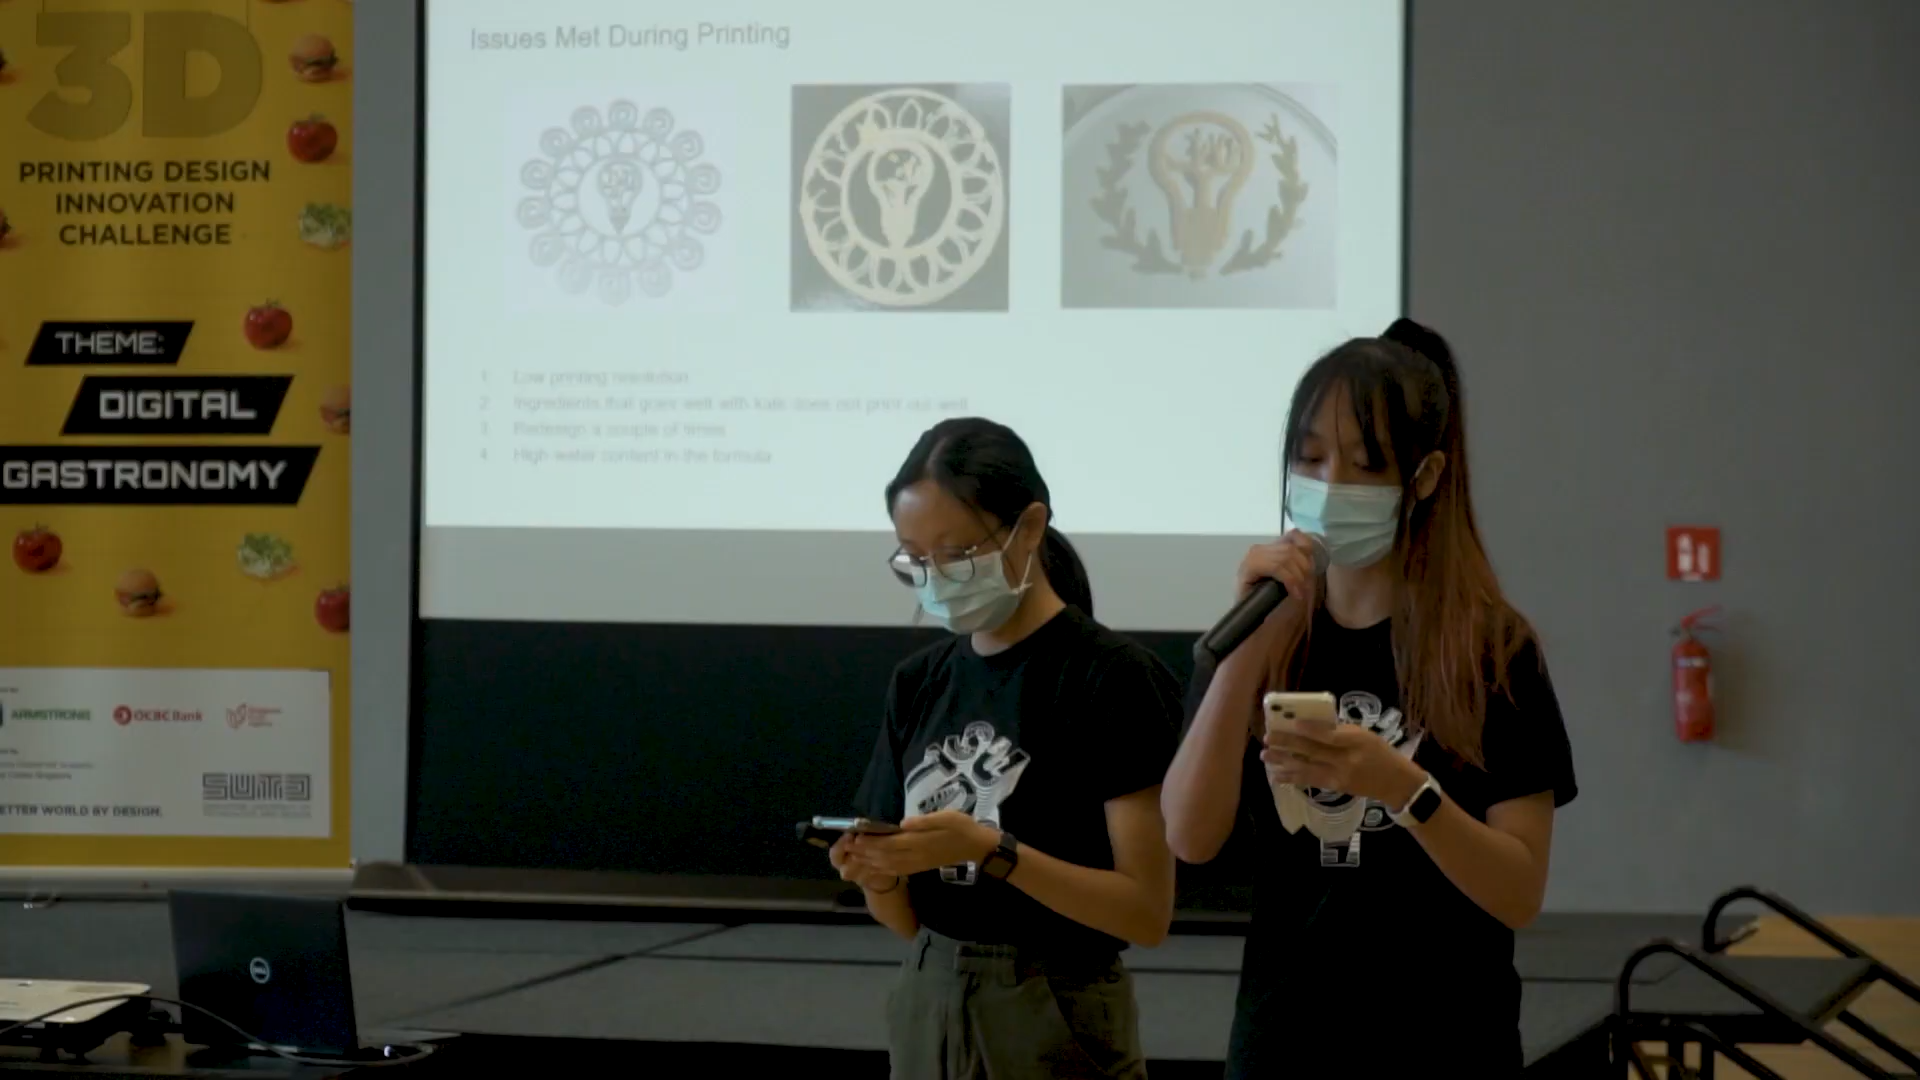 3D
PRINTING DESIGN
INNOVATION
CHALLENGE
THEME:
DIGITAL
GASTRONOMY
ARMSTRONG
OCBC Bank
SUTD
ETTER WORLD BY DESIGN.
Issues Met During Printing
1. Low printing resolution
2. Ingredients that goes well with kale does not print out well
3. Redesign a couple of times
4. High water content in the formula
DELL